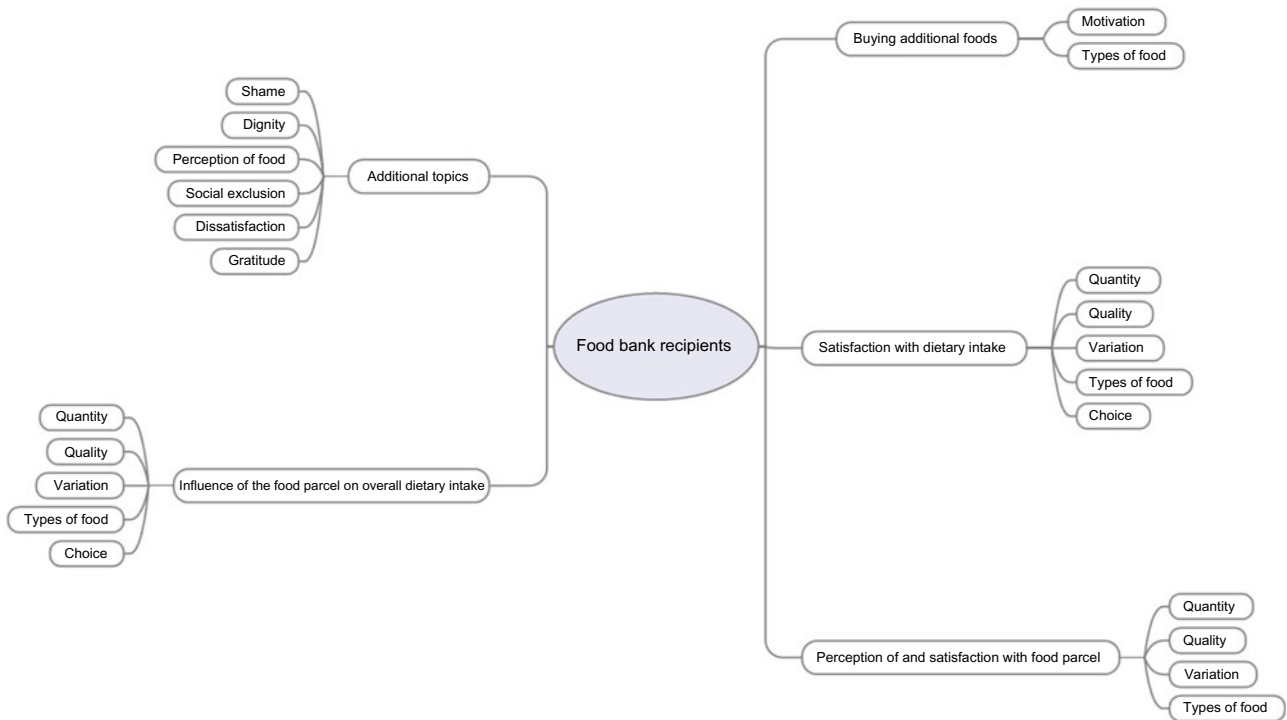 Food bank recipients
Additional topics
Shame
Dignity
Perception of food
Social exclusion
Dissatisfaction
Gratitude
Influence of the food parcel on overall dietary intake
Quantity
Quality
Variation
Types of food
Choice
Buying additional foods
Motivation
Types of food
Satisfaction with dietary intake
Quantity
Quality
Variation
Types of food
Choice
Perception of and satisfaction with food parcel
Quantity
Quality
Variation
Types of food